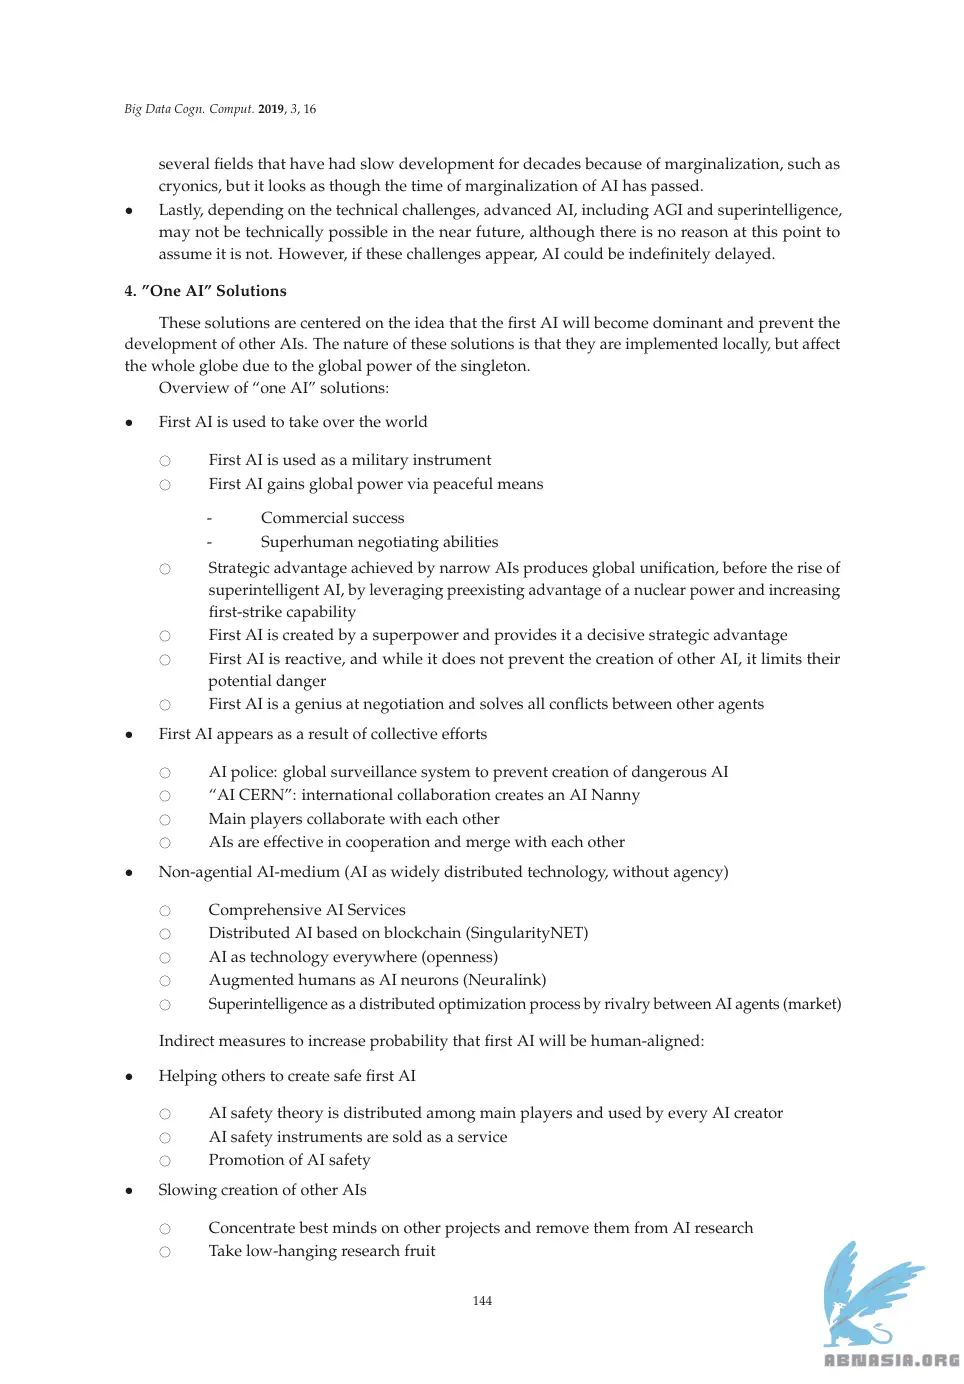 Big Data Cogn. Comput. 2019, 3, 16
several fields that have had slow development for decades because of marginalization, such as
cryonics, but it looks as though the time of marginalization of AI has passed.
• Lastly, depending on the technical challenges, advanced AI, including AGI and superintelligence,
may not be technically possible in the near future, although there is no reason at this point to
assume it is not. However, if these challenges appear, AI could be indefinitely delayed.
4. ”One AI” Solutions
These solutions are centered on the idea that the first AI will become dominant and prevent the
development of other AIs. The nature of these solutions is that they are implemented locally, but affect
the whole globe due to the global power of the singleton.
Overview of “one AI” solutions:
• First AI is used to take over the world
○ First AI is used as a military instrument
○ First AI gains global power via peaceful means
- Commercial success
- Superhuman negotiating abilities
○ Strategic advantage achieved by narrow AIs produces global unification, before the rise of
superintelligent AI, by leveraging preexisting advantage of a nuclear power and increasing
first-strike capability
○ First AI is created by a superpower and provides it a decisive strategic advantage
○ First AI is reactive, and while it does not prevent the creation of other AI, it limits their
potential danger
○ First AI is a genius at negotiation and solves all conflicts between other agents
• First AI appears as a result of collective efforts
○ AI police: global surveillance system to prevent creation of dangerous AI
○ “AI CERN”: international collaboration creates an AI Nanny
○ Main players collaborate with each other
○ AIs are effective in cooperation and merge with each other
• Non-agential AI-medium (AI as widely distributed technology, without agency)
○ Comprehensive AI Services
○ Distributed AI based on blockchain (SingularityNET)
○ AI as technology everywhere (openness)
○ Augmented humans as AI neurons (Neuralink)
○ Superintelligence as a distributed optimization process by rivalry between AI agents (market)
Indirect measures to increase probability that first AI will be human-aligned:
• Helping others to create safe first AI
○ AI safety theory is distributed among main players and used by every AI creator
○ AI safety instruments are sold as a service
○ Promotion of AI safety
• Slowing creation of other AIs
○ Concentrate best minds on other projects and remove them from AI research
○ Take low-hanging research fruit
144
ABNASIA.ORG